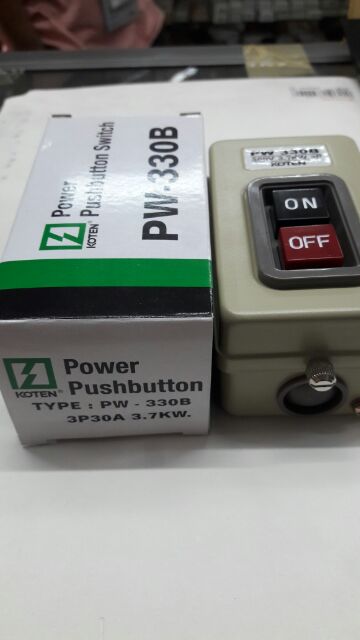 Power
Pushbutton Switch
KOTEN
PW-330B
Power
Pushbutton
KOTEN
TYPE : PW - 330B
3P30A 3.7KW.
PW 330B
KOTEN
ON
OFF